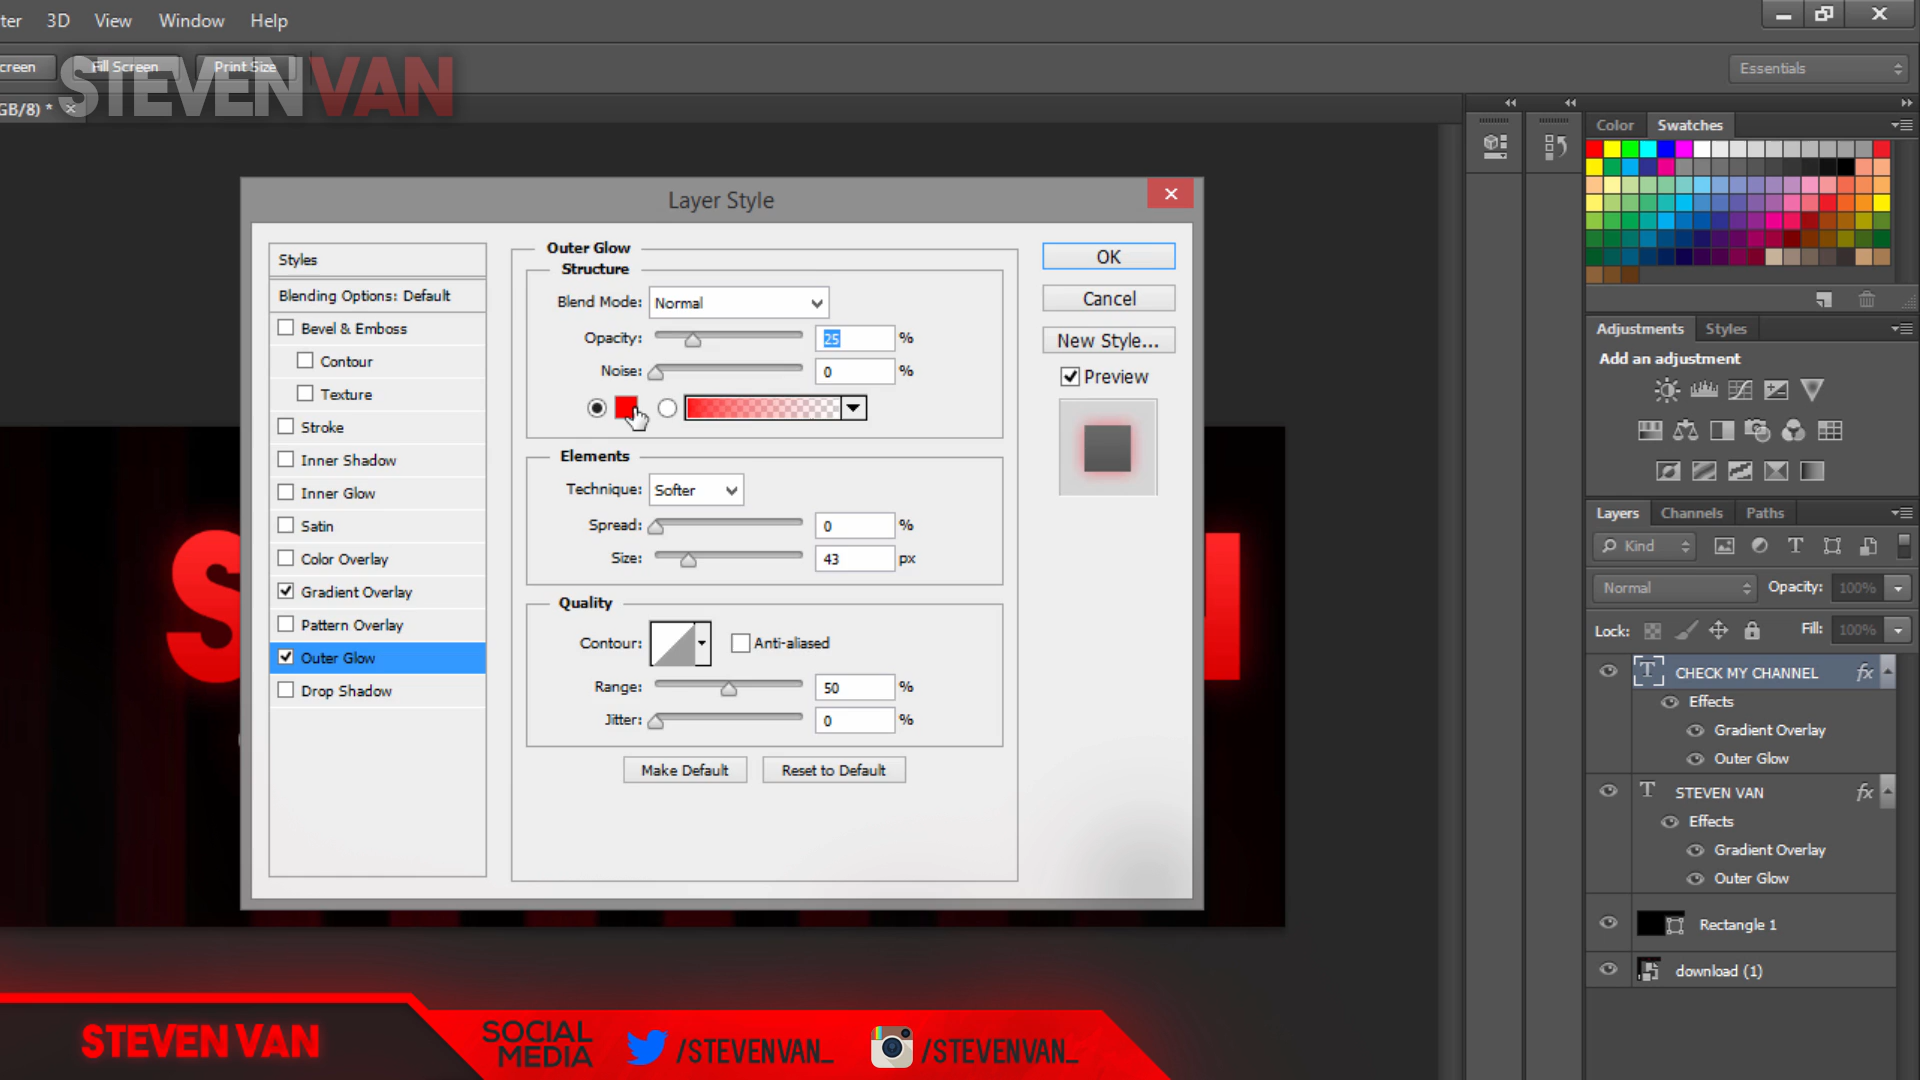 ter 3D View Window Help
creen Fill Screen Print Size
Essentials
STEVENVAN
GB/8) * ×
Color Swatches
Layer Style
Styles
Blending Options: Default
Bevel & Emboss
Contour
Texture
Stroke
Inner Shadow
Inner Glow
Satin
Color Overlay
Gradient Overlay
Pattern Overlay
Outer Glow
Drop Shadow
Outer Glow
Structure
Blend Mode: Normal
Opacity: 25 %
Noise: 0 %
Elements
Technique: Softer
Spread: 0 %
Size: 43 px
Quality
Contour: Anti-aliased
Range: 50 %
Jitter: 0 %
Make Default Reset to Default
OK
Cancel
New Style...
Preview
Adjustments Styles
Add an adjustment
Layers Channels Paths
Kind
Normal Opacity: 100%
Lock: Fill: 100%
T CHECK MY CHANNEL fx
Effects
Gradient Overlay
Outer Glow
T STEVEN VAN fx
Effects
Gradient Overlay
Outer Glow
Rectangle 1
download (1)
S
STEVEN VAN
SOCIAL
MEDIA
/STEVENVAN_
/STEVENVAN_